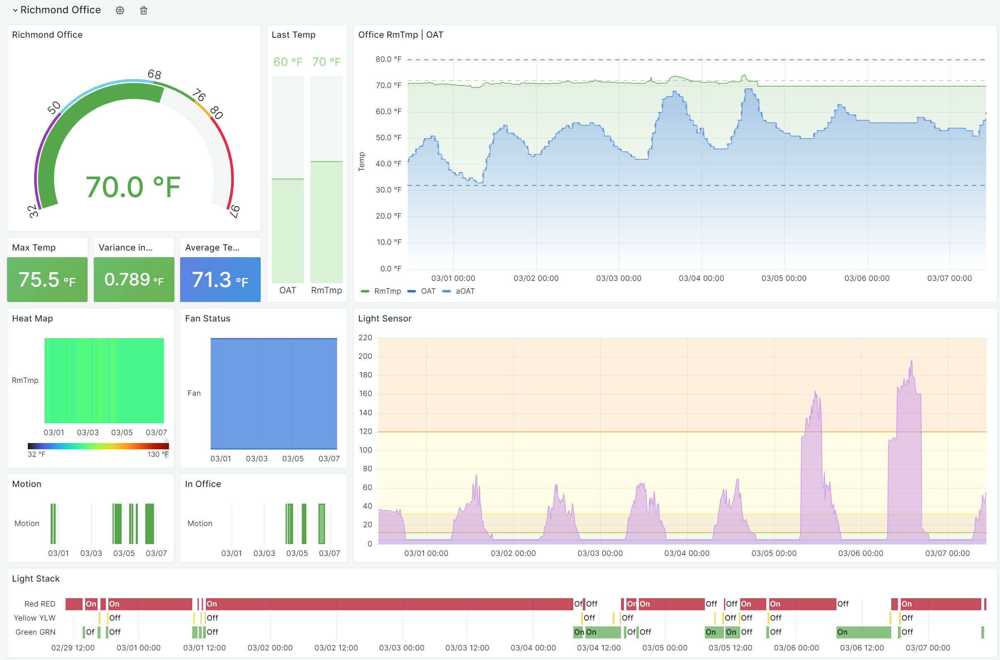 Richmond Office
Richmond Office
32
50
68
76
80
97
70.0 °F
Last Temp
60 °F 70 °F
OAT RmTmp
Office RmTmp | OAT
Temp
80.0 °F
70.0 °F
60.0 °F
50.0 °F
40.0 °F
30.0 °F
20.0 °F
10.0 °F
0.0 °F
03/01 00:00 03/02 00:00 03/03 00:00 03/04 00:00 03/05 00:00 03/06 00:00 03/07 00:00
RmTmp OAT aOAT
Max Temp
75.5 °F
Variance in...
0.789 °F
Average Te...
71.3 °F
Heat Map
RmTmp
03/01 03/03 03/05 03/07
32 °F 130 °F
Fan Status
Fan
03/01 03/03 03/05 03/07
Light Sensor
220
200
180
160
140
120
100
80
60
40
20
0
03/01 00:00 03/02 00:00 03/03 00:00 03/04 00:00 03/05 00:00 03/06 00:00 03/07 00:00
Motion
Motion
03/01 03/03 03/05 03/07
In Office
Motion
03/01 03/03 03/05 03/07
Light Stack
Red RED On On On Of Off On On Off Off On On Off On
Yellow YLW Off Off Off Off Off Off Off Off
Green GRN Of Off Off On On Of Off On On Off Off On Off
02/29 12:00 03/01 00:00 03/01 12:00 03/02 00:00 03/02 12:00 03/03 00:00 03/03 12:00 03/04 00:00 03/04 12:00 03/05 00:00 03/05 12:00 03/06 00:00 03/06 12:00 03/07 00:00